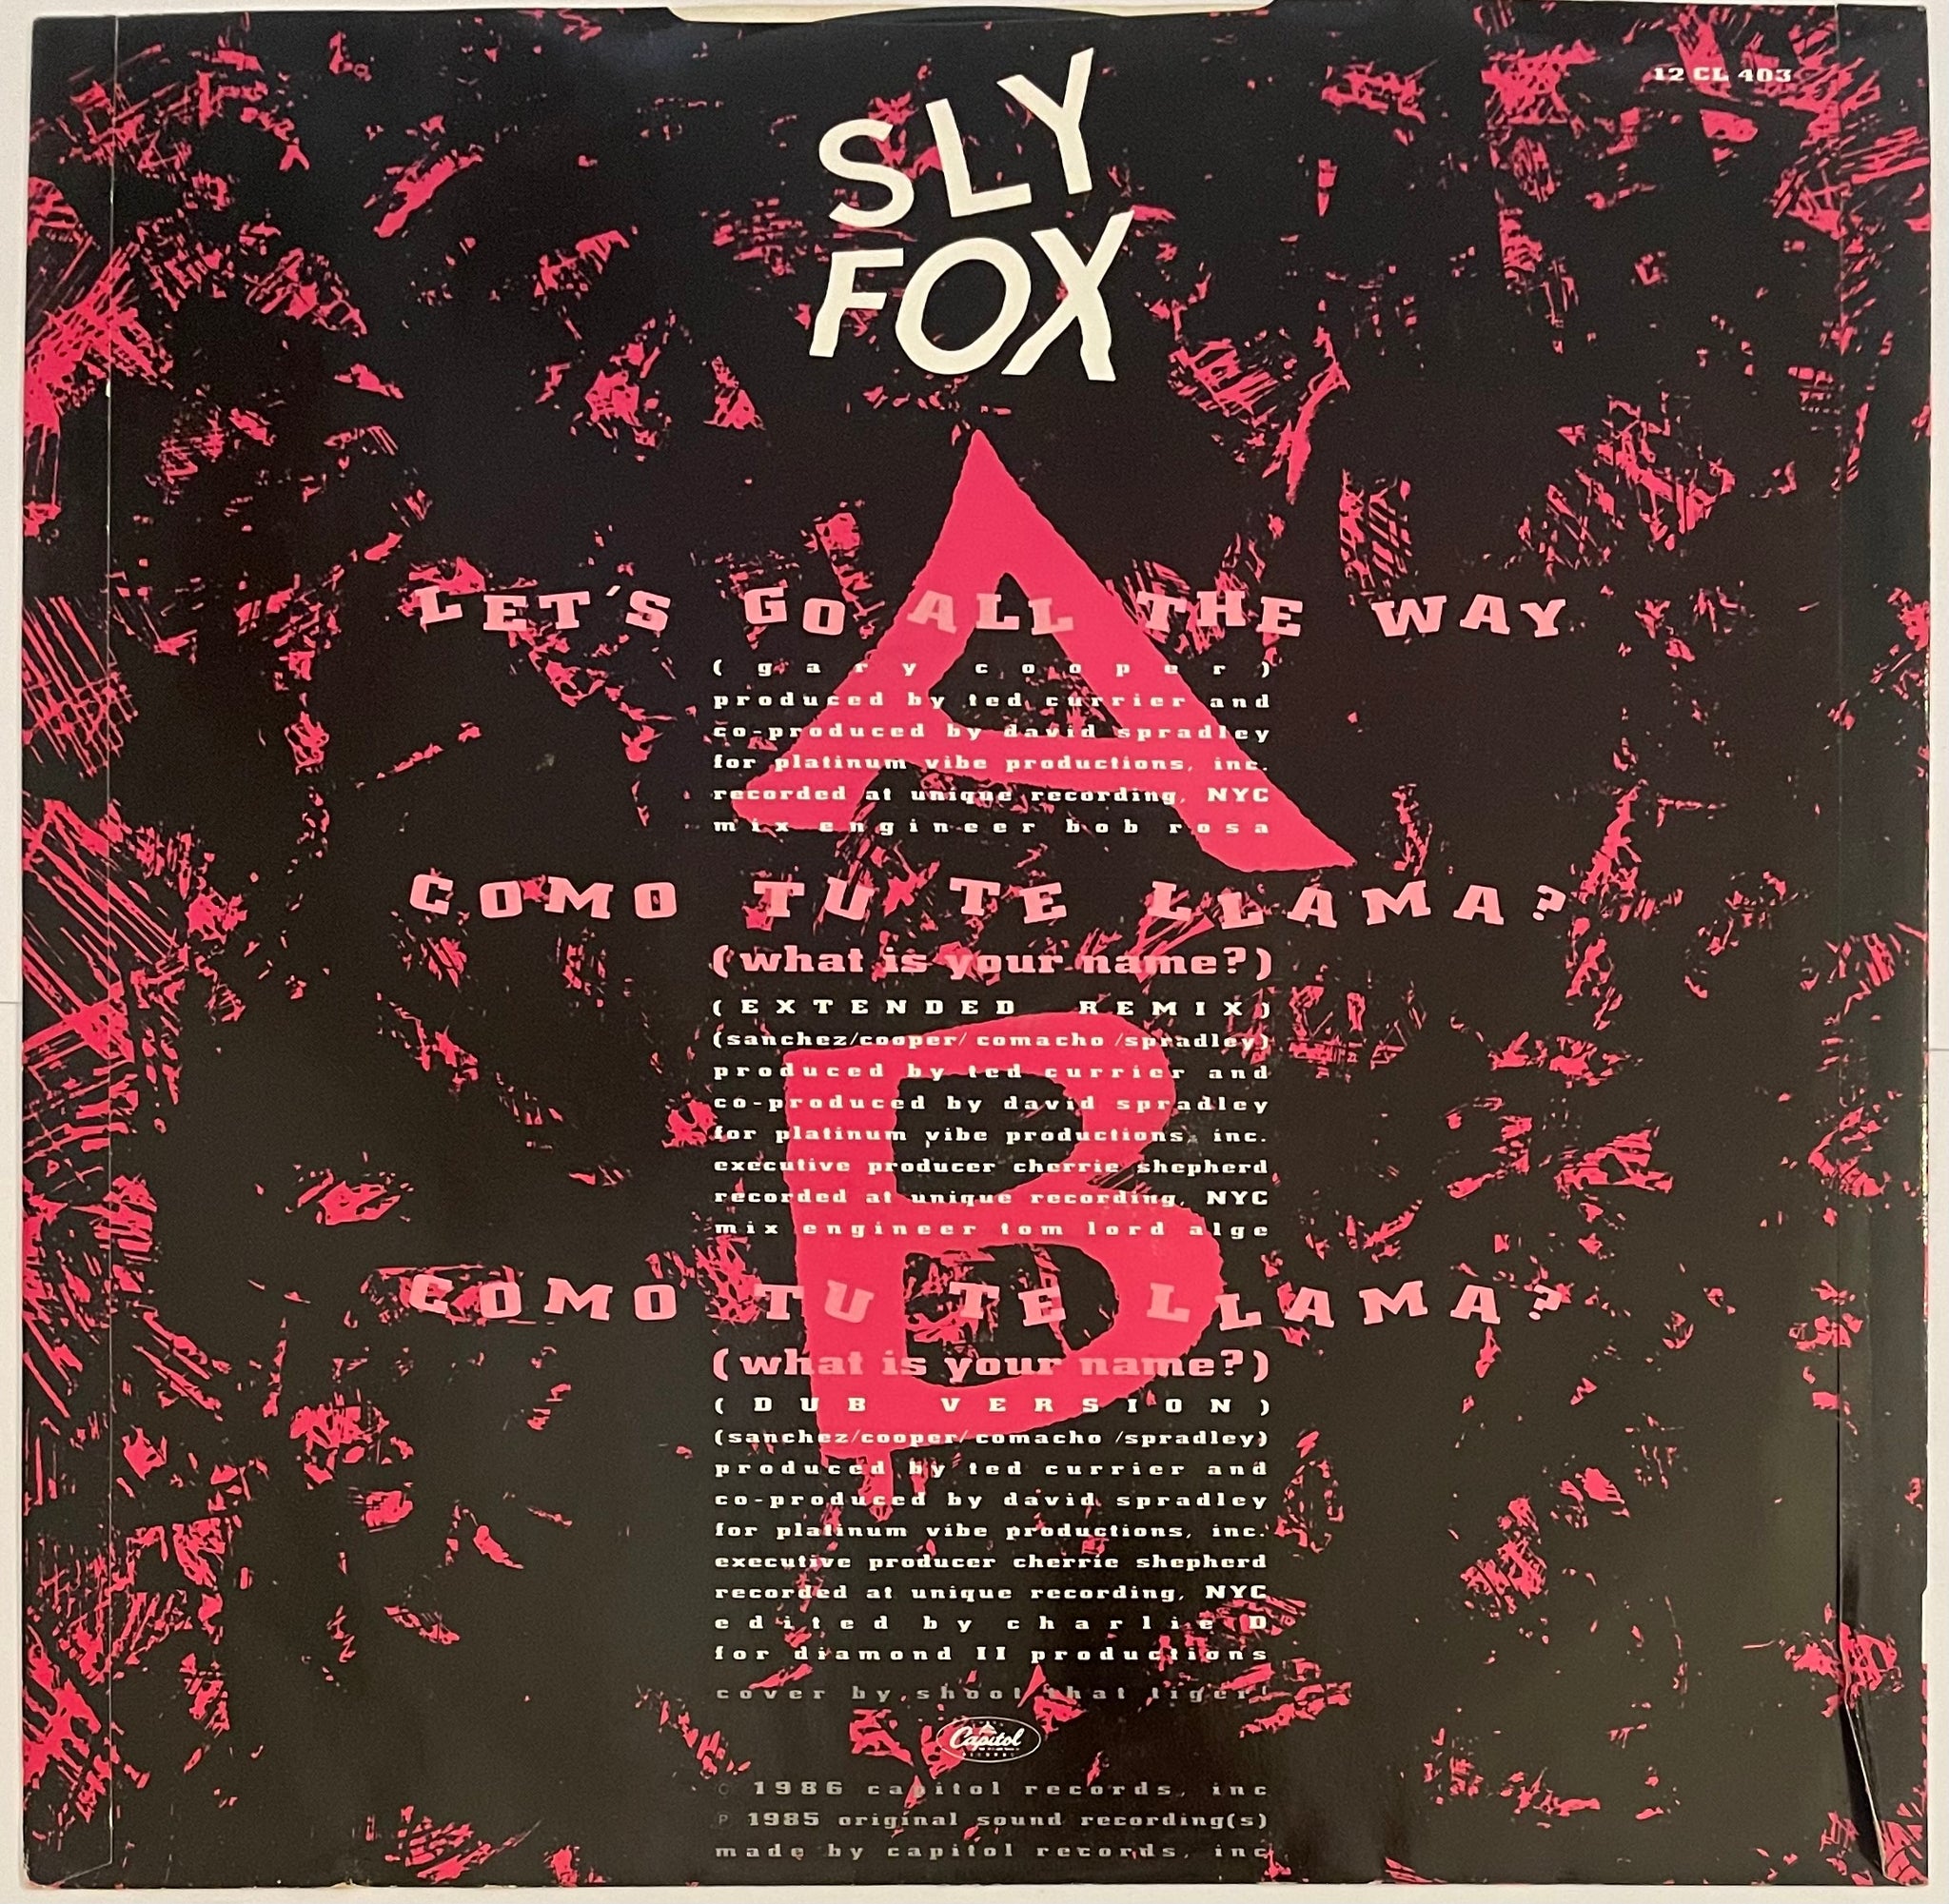 12 CL 403
SLY
FOX
A
LET'S GO ALL THE WAY
(gary cooper)
produced by ted currier and
co-produced by david spradley
for platinum vibe productions, inc.
recorded at unique recording, NYC
mix engineer bob rosa
COMO TU TE LLAMA?
(what is your name?)
(EXTENDED REMIX)
B
(sanchez/cooper/ comacho /spradley)
produced by ted currier and
co-produced by david spradley
for platinum vibe productions, inc.
executive producer cherrie shepherd
recorded at unique recording, NYC
mix engineer tom lord alge
COMO TU TE LLAMA?
(what is your name?)
(DUB VERSION)
(sanchez/cooper/ comacho /spradley)
produced by ted currier and
co-produced by david spradley
for platinum vibe productions, inc.
executive producer cherrie shepherd
recorded at unique recording, NYC
edited by charlie D
for diamond II productions
cover by shoot that tiger!
Capitol
RECORDS
© 1986 capitol records, inc
℗ 1985 original sound recording(s)
made by capitol records, inc